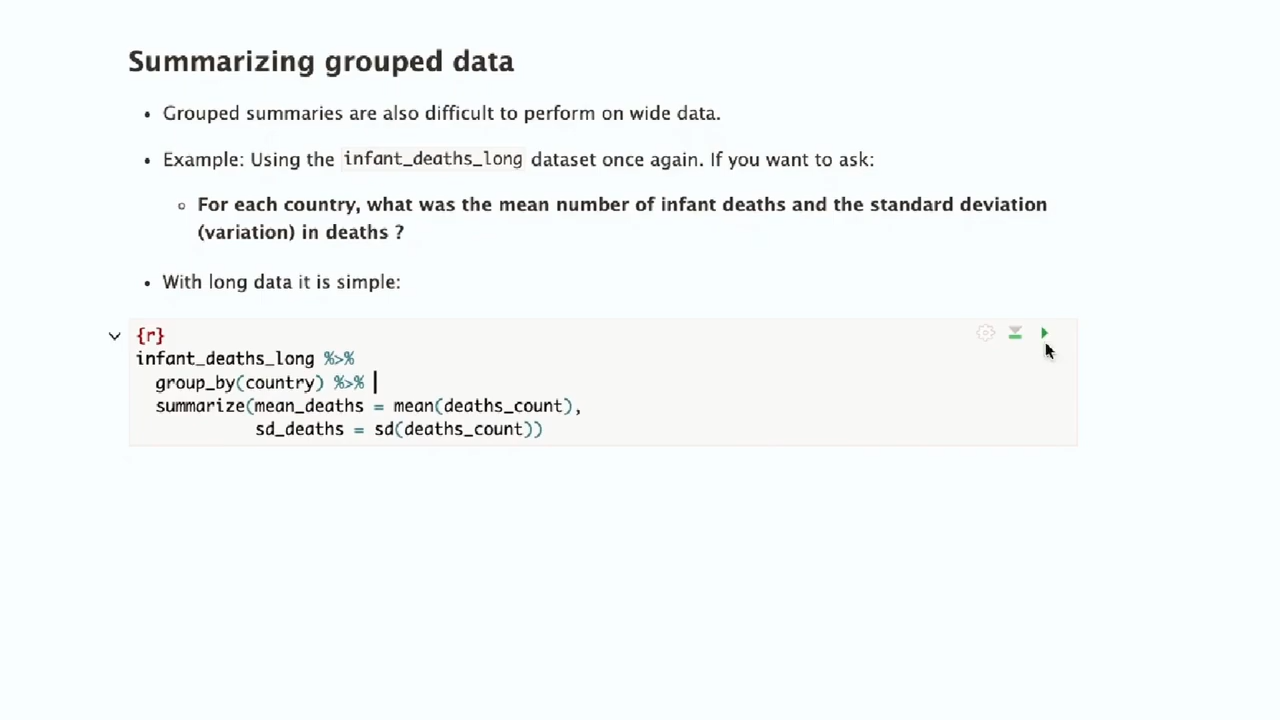 Summarizing grouped data
• Grouped summaries are also difficult to perform on wide data.
• Example: Using the infant_deaths_long dataset once again. If you want to ask:
○ For each country, what was the mean number of infant deaths and the standard deviation
(variation) in deaths ?
• With long data it is simple:
{r}
infant_deaths_long %>%
  group_by(country) %>%
  summarize(mean_deaths = mean(deaths_count),
            sd_deaths = sd(deaths_count))